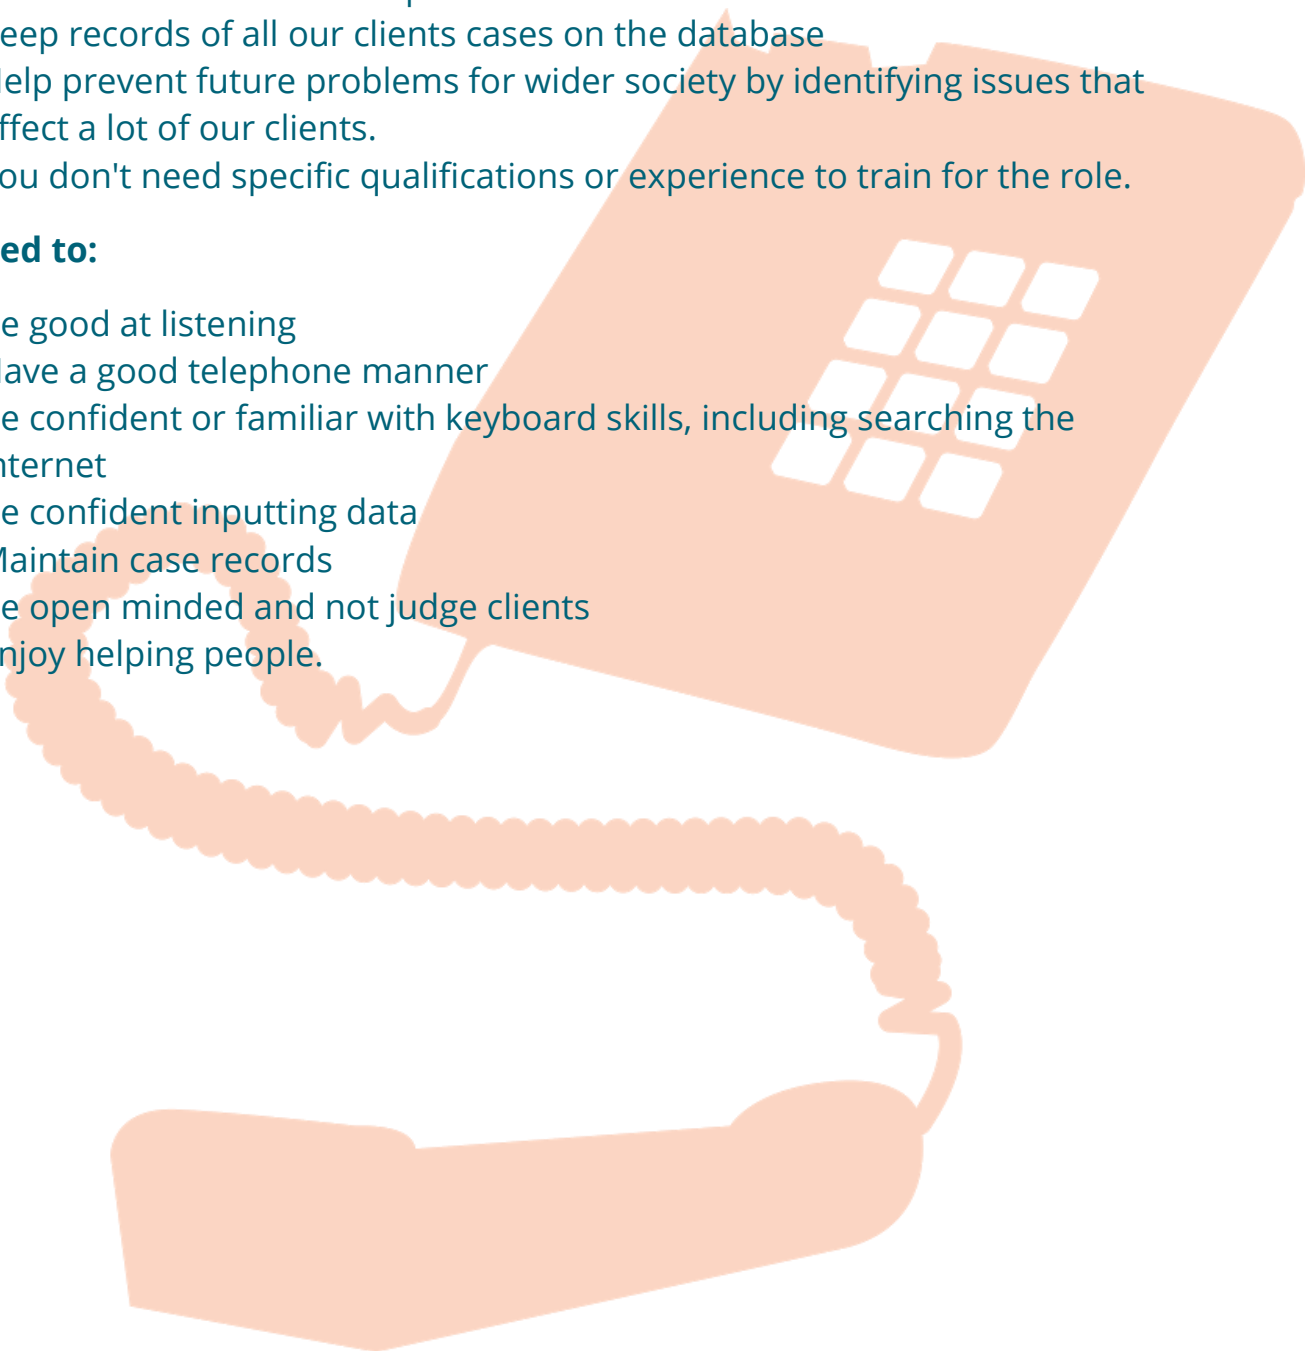 eep records of all our clients cases on the database
elp prevent future problems for wider society by identifying issues that
ffect a lot of our clients.
ou don't need specific qualifications or experience to train for the role.
ed to:
e good at listening
ave a good telephone manner
e confident or familiar with keyboard skills, including searching the
nternet
e confident inputting data
Maintain case records
e open minded and not judge clients
njoy helping people.